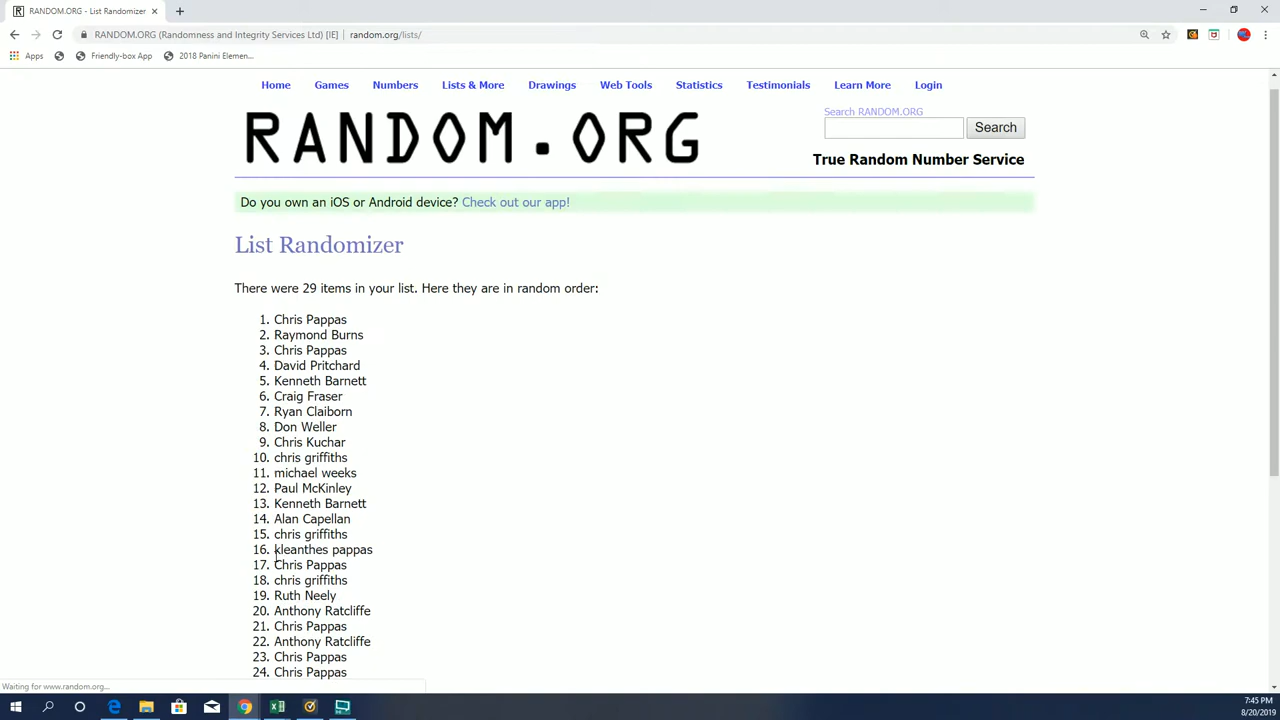 RANDOM.ORG - List Randomizer
RANDOM.ORG (Randomness and Integrity Services Ltd) [IE] | random.org/lists/
Apps Friendly-box App 2018 Panini Elemen...
Home Games Numbers Lists & More Drawings Web Tools Statistics Testimonials Learn More Login
Search RANDOM.ORG
RANDOM.ORG
Search
True Random Number Service
Do you own an iOS or Android device? Check out our app!
List Randomizer
There were 29 items in your list. Here they are in random order:
1. Chris Pappas
2. Raymond Burns
3. Chris Pappas
4. David Pritchard
5. Kenneth Barnett
6. Craig Fraser
7. Ryan Claiborn
8. Don Weller
9. Chris Kuchar
10. chris griffiths
11. michael weeks
12. Paul McKinley
13. Kenneth Barnett
14. Alan Capellan
15. chris griffiths
16. kleanthes pappas
17. Chris Pappas
18. chris griffiths
19. Ruth Neely
20. Anthony Ratcliffe
21. Chris Pappas
22. Anthony Ratcliffe
23. Chris Pappas
24. Chris Pappas
Waiting for www.random.org...
7:45 PM
8/20/2019